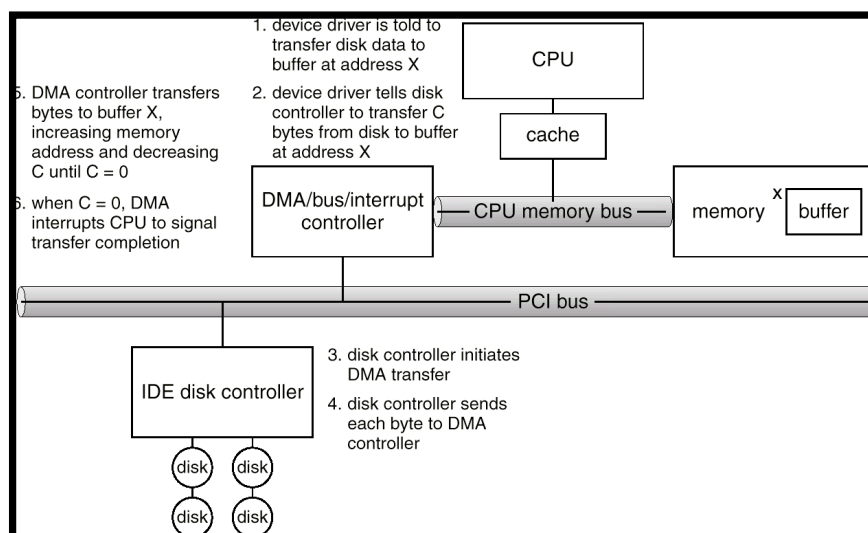 1. device driver is told to
transfer disk data to
buffer at address X
2. device driver tells disk
controller to transfer C
bytes from disk to buffer
at address X
5. DMA controller transfers
bytes to buffer X,
increasing memory
address and decreasing
C until C = 0
6. when C = 0, DMA
interrupts CPU to signal
transfer completion
CPU
cache
DMA/bus/interrupt
controller
CPU memory bus
memory
X
buffer
PCI bus
IDE disk controller
3. disk controller initiates
DMA transfer
4. disk controller sends
each byte to DMA
controller
disk
disk
disk
disk